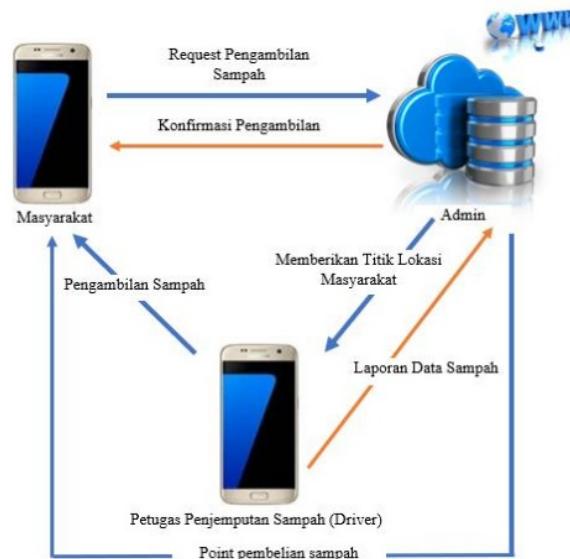 WWW
Request Pengambilan
Sampah
Konfirmasi Pengambilan
Masyarakat
Admin
Memberikan Titik Lokasi
Masyarakat
Pengambilan Sampah
Laporan Data Sampah
Petugas Penjemputan Sampah (Driver)
Point pembelian sampah